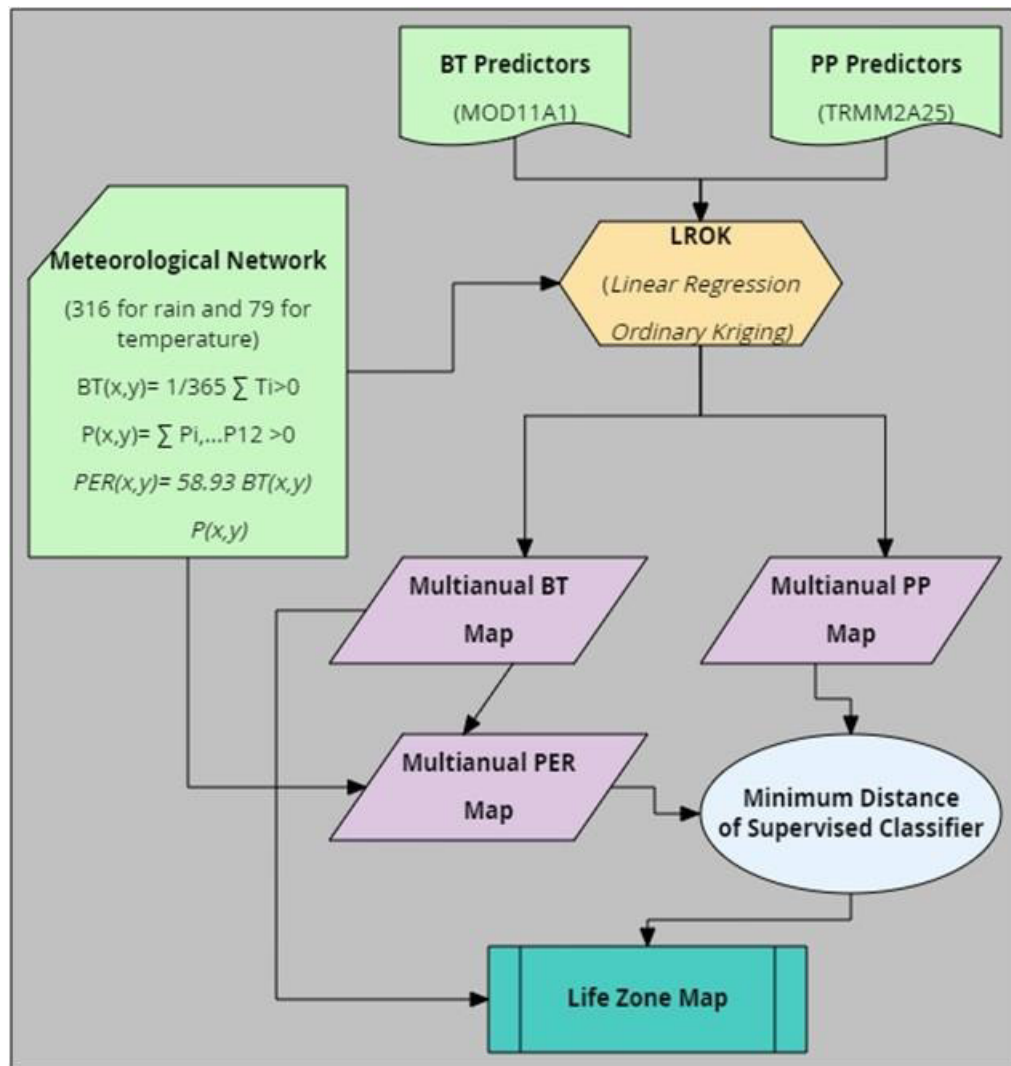 BT Predictors
(MOD11A1)
PP Predictors
(TRMM2A25)
Meteorological Network
(316 for rain and 79 for
temperature)
BT(x,y)= 1/365 ∑ Ti>0
P(x,y)= ∑ Pi,...P12 >0
PER(x,y)= 58.93 BT(x,y)
P(x,y)
LROK
(Linear Regression
Ordinary Kriging)
Multianual BT
Map
Multianual PP
Map
Multianual PER
Map
Minimum Distance
of Supervised Classifier
Life Zone Map